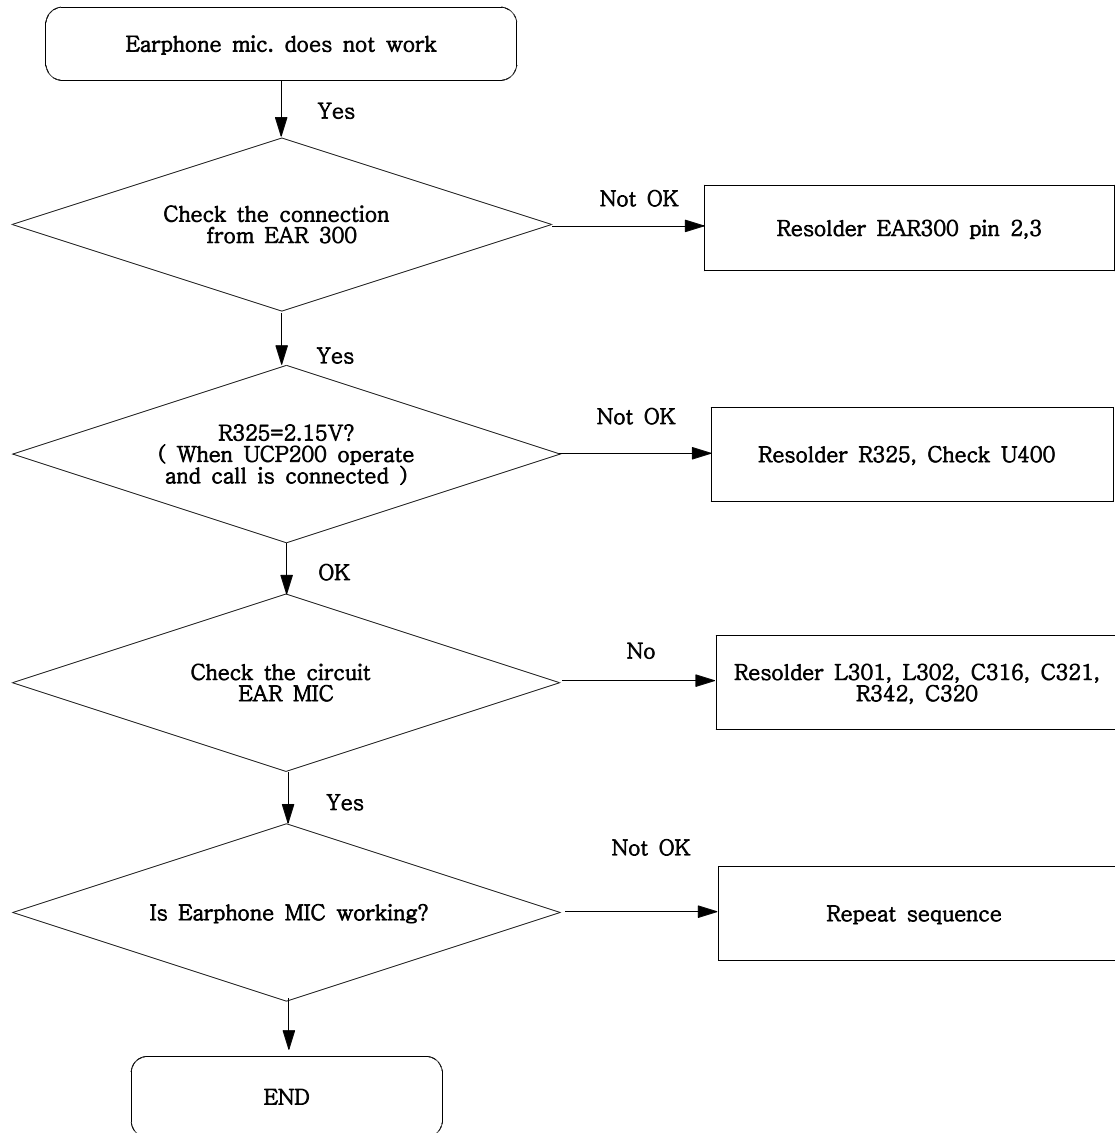 Earphone mic. does not work
Yes
Check the connection
from EAR 300
Not OK
Resolder EAR300 pin 2,3
Yes
R325=2.15V?
( When UCP200 operate
and call is connected )
Not OK
Resolder R325, Check U400
OK
Check the circuit
EAR MIC
No
Resolder L301, L302, C316, C321,
R342, C320
Yes
Is Earphone MIC working?
Not OK
Repeat sequence
END